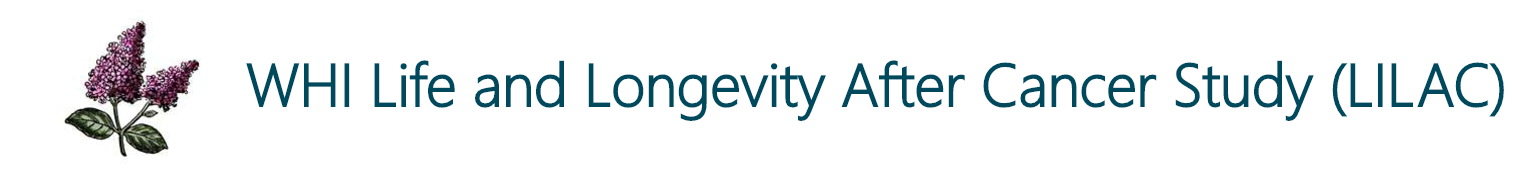 WHI Life and Longevity After Cancer Study (LILAC)